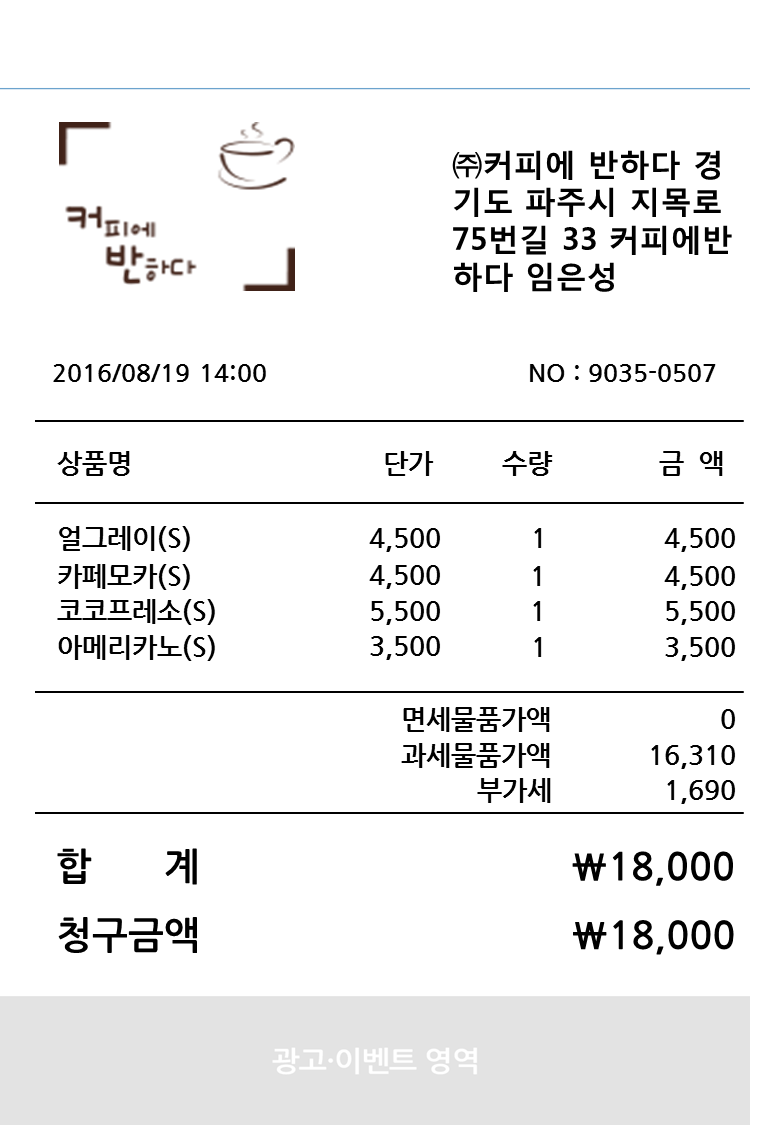 커피에
반하다
㈜커피에 반하다 경
기도 파주시 지목로
75번길 33 커피에반
하다 임은성
2016/08/19 14:00 NO : 9035-0507
상품명 단가 수량 금 액
얼그레이(S) 4,500 1 4,500
카페모카(S) 4,500 1 4,500
코코프레소(S) 5,500 1 5,500
아메리카노(S) 3,500 1 3,500
면세물품가액 0
과세물품가액 16,310
부가세 1,690
합 계 ₩18,000
청구금액 ₩18,000
광고·이벤트 영역